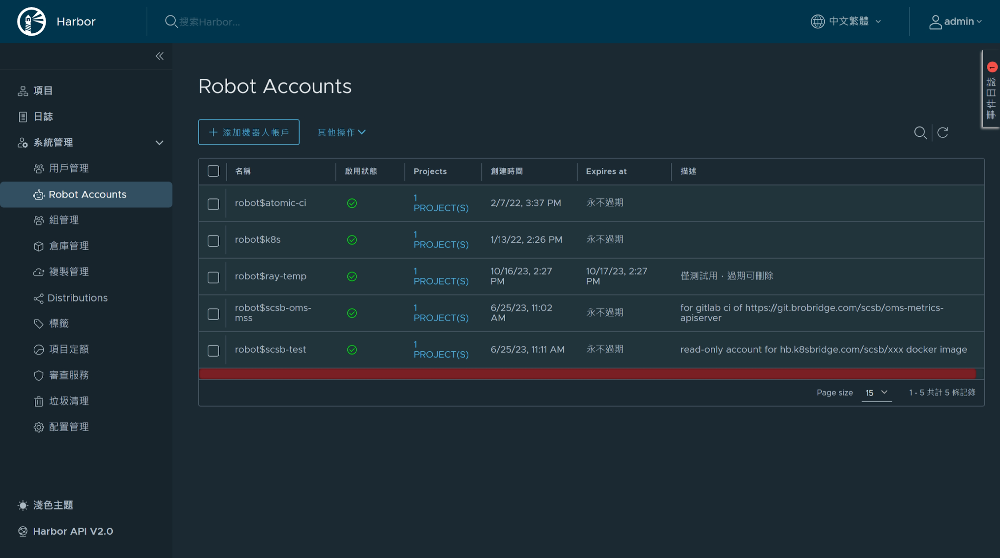 Harbor
搜索Harbor...
中文繁體
admin
1
事件日誌
項目
日誌
系統管理
用戶管理
Robot Accounts
組管理
倉庫管理
複製管理
Distributions
標籤
項目定額
審查服務
垃圾清理
配置管理
淺色主題
Harbor API V2.0
Robot Accounts
添加機器人帳戶
其他操作
名稱 啟用狀態 Projects 創建時間 Expires at 描述
robot$atomic-ci 1 PROJECT(S) 2/7/22, 3:37 PM 永不過期
robot$k8s 1 PROJECT(S) 1/13/22, 2:26 PM 永不過期
robot$ray-temp 1 PROJECT(S) 10/16/23, 2:27 PM 10/17/23, 2:27 PM 僅測試用，過期可刪除
robot$scsb-oms-mss 1 PROJECT(S) 6/25/23, 11:02 AM 永不過期 for gitlab ci of https://git.brobridge.com/scsb/oms-metrics-apiserver
robot$scsb-test 1 PROJECT(S) 6/25/23, 11:11 AM 永不過期 read-only account for hb.k8sbridge.com/scsb/xxx docker image
Page size 15 1 - 5 共計 5 條記錄